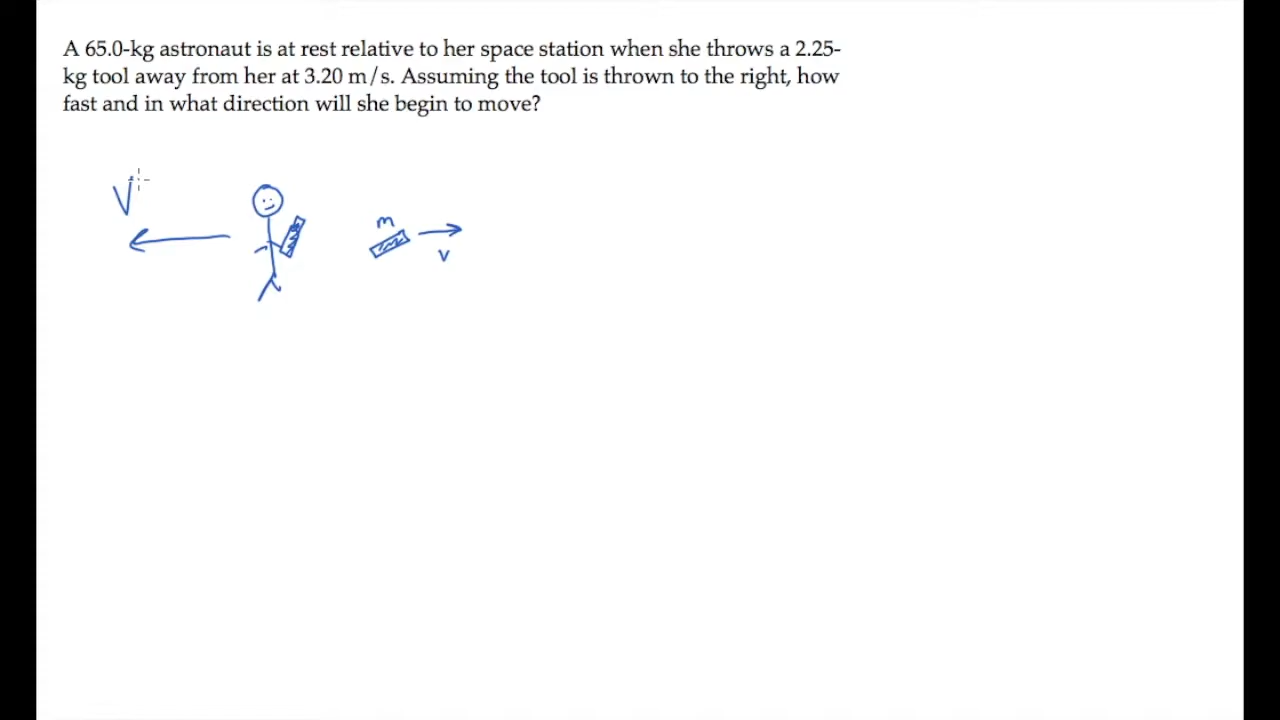 A 65.0-kg astronaut is at rest relative to her space station when she throws a 2.25-
kg tool away from her at 3.20 m/s. Assuming the tool is thrown to the right, how
fast and in what direction will she begin to move?
V
m
v